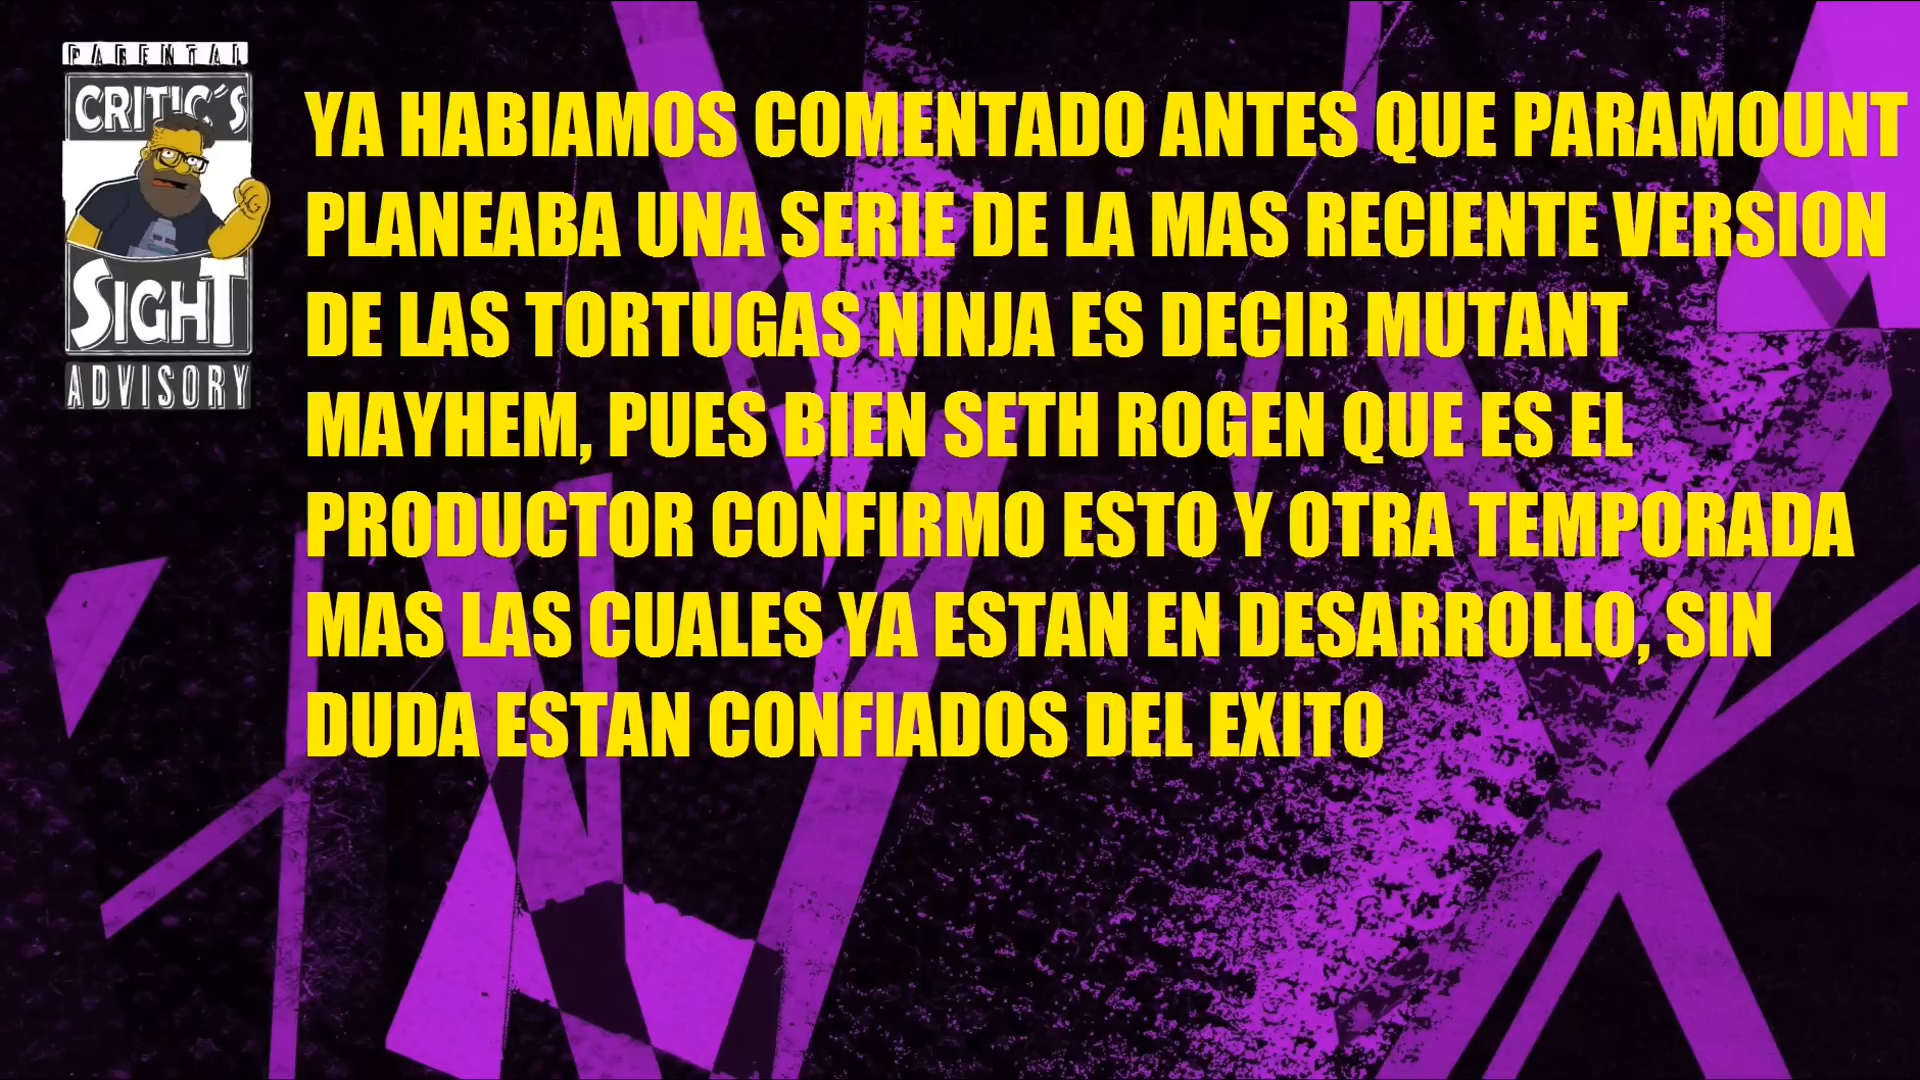 PARENTAL
CRITIC´S
SIGHT
ADVISORY
YA HABIAMOS COMENTADO ANTES QUE PARAMOUNT
PLANEABA UNA SERIE DE LA MAS RECIENTE VERSION
DE LAS TORTUGAS NINJA ES DECIR MUTANT
MAYHEM, PUES BIEN SETH ROGEN QUE ES EL
PRODUCTOR CONFIRMO ESTO Y OTRA TEMPORADA
MAS LAS CUALES YA ESTAN EN DESARROLLO, SIN
DUDA ESTAN CONFIADOS DEL EXITO